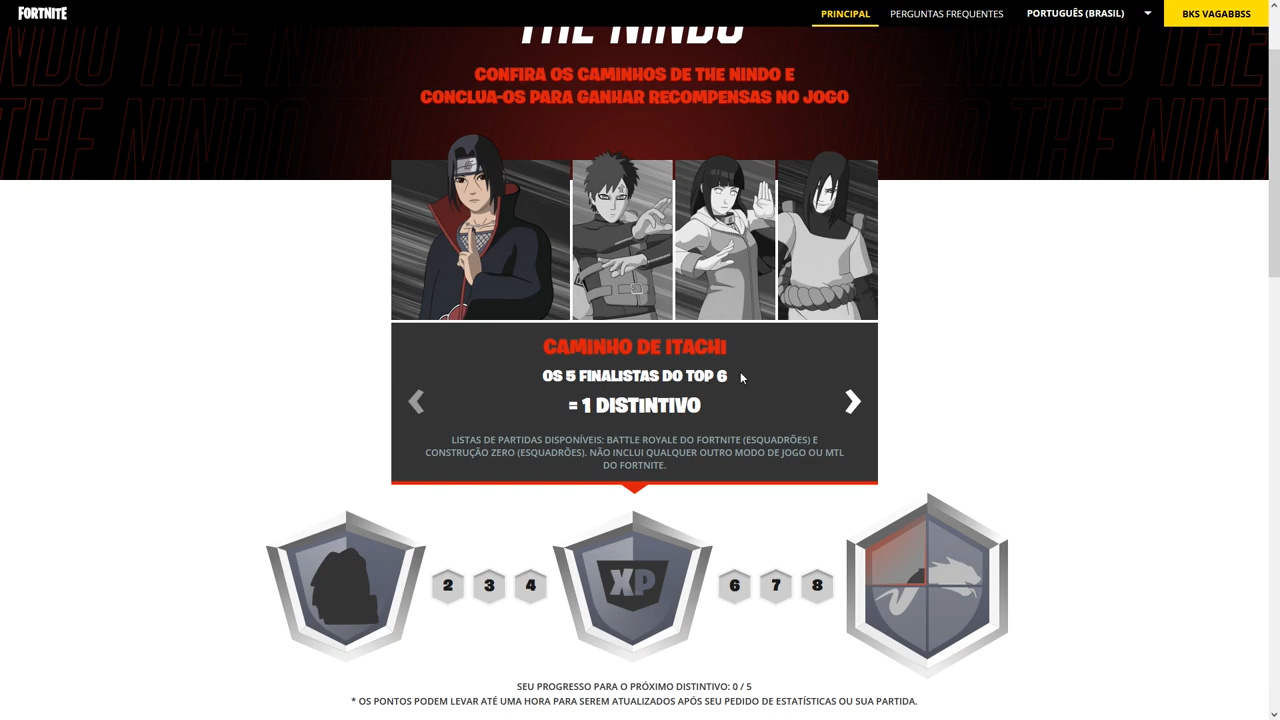 FORTNITE
PRINCIPAL
PERGUNTAS FREQUENTES
PORTUGUÊS (BRASIL)
BKS VAGABBSS
THE NINDO
CONFIRA OS CAMINHOS DE THE NINDO E
CONCLUA-OS PARA GANHAR RECOMPENSAS NO JOGO
CAMINHO DE ITACHI
OS 5 FINALISTAS DO TOP 6
= 1 DISTINTIVO
LISTAS DE PARTIDAS DISPONÍVEIS: BATTLE ROYALE DO FORTNITE (ESQUADRÕES) E
CONSTRUÇÃO ZERO (ESQUADRÕES). NÃO INCLUI QUALQUER OUTRO MODO DE JOGO OU MTL
DO FORTNITE.
2 3 4 XP 6 7 8
SEU PROGRESSO PARA O PRÓXIMO DISTINTIVO: 0 / 5
* OS PONTOS PODEM LEVAR ATÉ UMA HORA PARA SEREM ATUALIZADOS APÓS SEU PEDIDO DE ESTATÍSTICAS OU SUA PARTIDA.